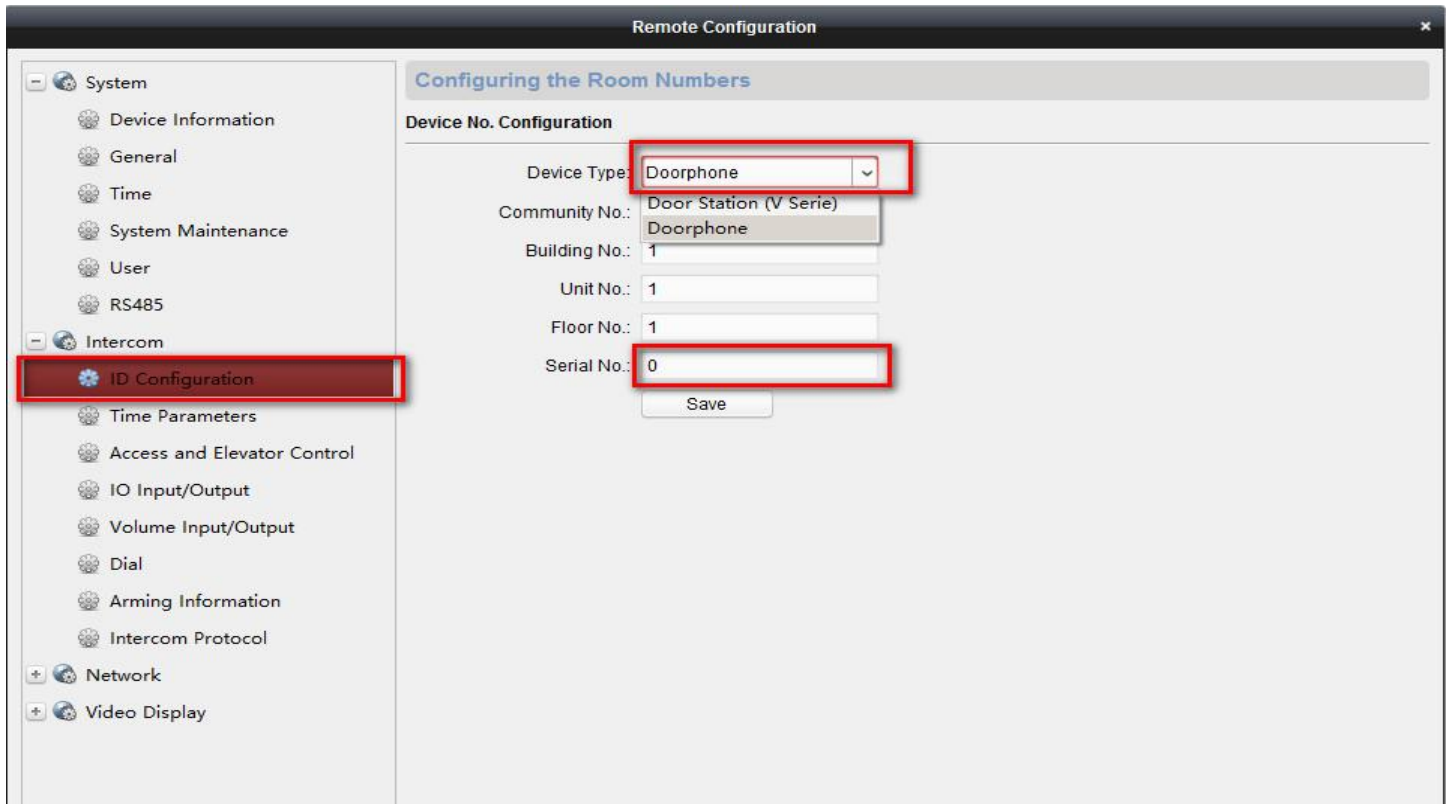 Remote Configuration
×
System
Device Information
General
Time
System Maintenance
User
RS485
Intercom
ID Configuration
Time Parameters
Access and Elevator Control
IO Input/Output
Volume Input/Output
Dial
Arming Information
Intercom Protocol
Network
Video Display
Configuring the Room Numbers
Device No. Configuration
Device Type: Doorphone
Door Station (V Serie)
Doorphone
Community No.:
Building No.: 1
Unit No.: 1
Floor No.: 1
Serial No.: 0
Save